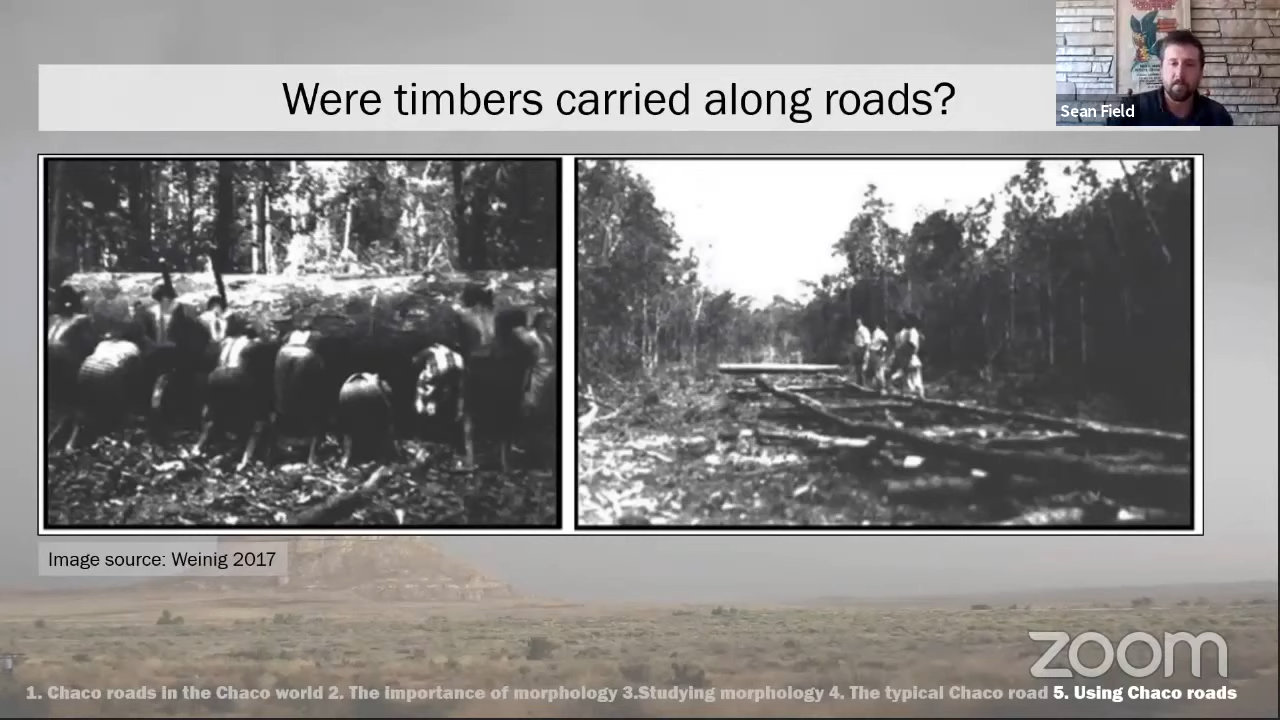 Were timbers carried along roads?
Sean Field
Image source: Weinig 2017
zoom
1. Chaco roads in the Chaco world 2. The importance of morphology 3.Studying morphology 4. The typical Chaco road 5. Using Chaco roads